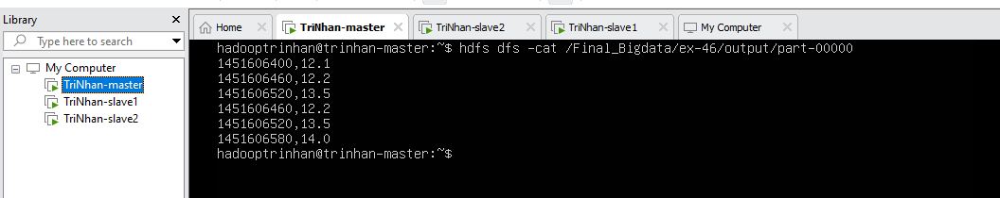 Library
Type here to search
My Computer
TriNhan-master
TriNhan-slave1
TriNhan-slave2
Home
TriNhan-master
TriNhan-slave2
TriNhan-slave1
My Computer
hadooptrinhan@trinhan-master:~$ hdfs dfs -cat /Final_Bigdata/ex-46/output/part-00000
1451606400,12.1
1451606460,12.2
1451606520,13.5
1451606460,12.2
1451606520,13.5
1451606580,14.0
hadooptrinhan@trinhan-master:~$